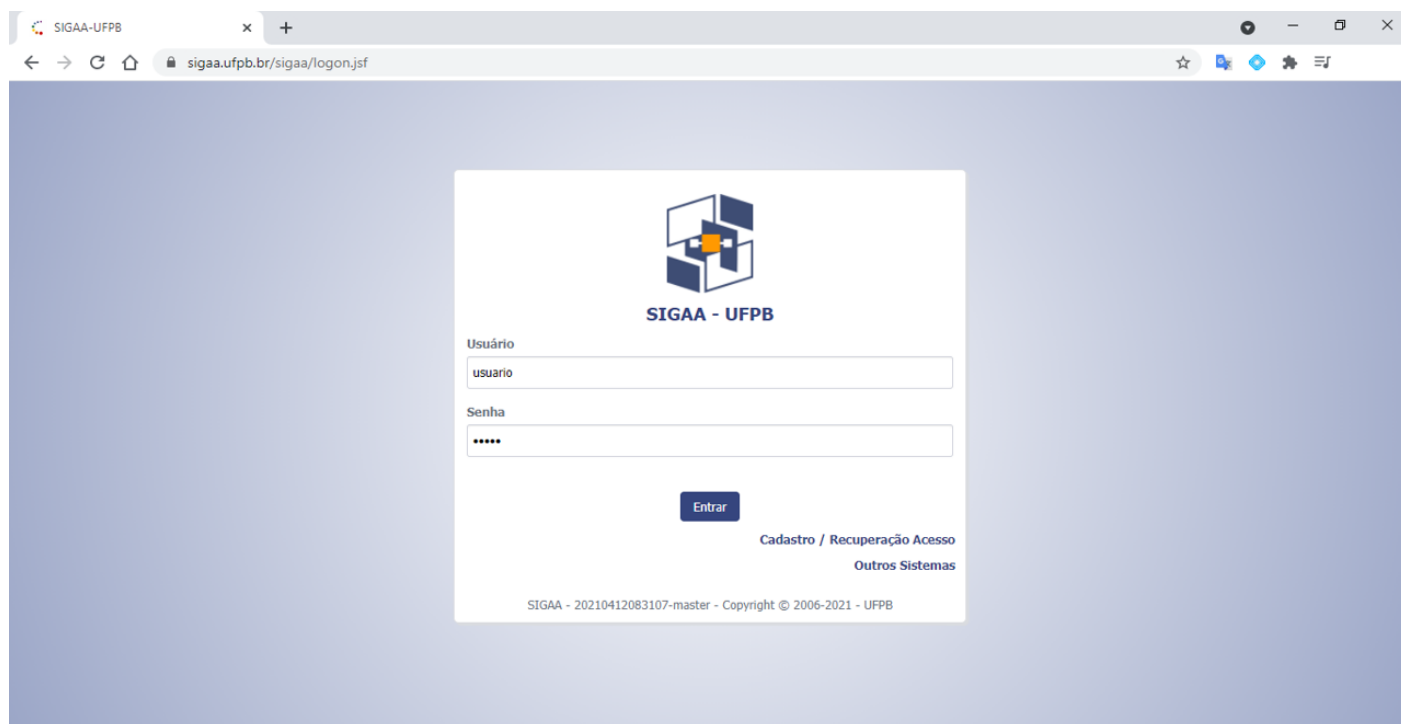 SIGAA-UFPB
sigaa.ufpb.br/sigaa/logon.jsf
SIGAA - UFPB
Usuário
usuario
Senha
•••••
Entrar
Cadastro / Recuperação Acesso
Outros Sistemas
SIGAA - 20210412083107-master - Copyright © 2006-2021 - UFPB